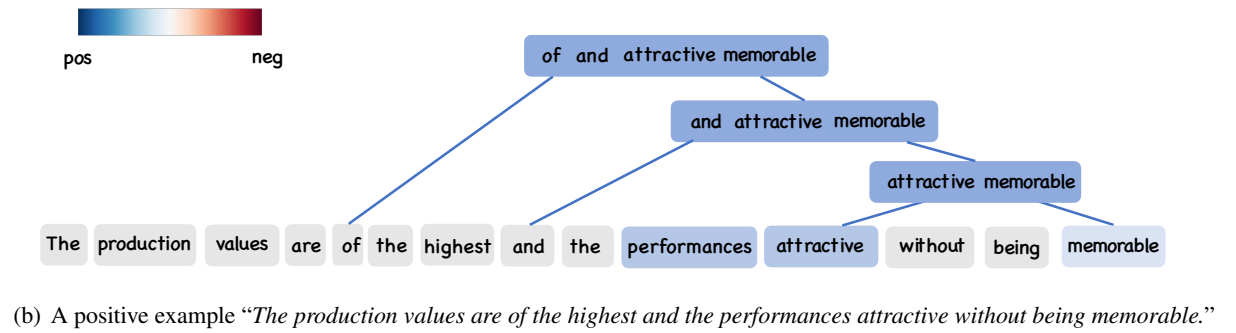 pos neg
of and attractive memorable
and attractive memorable
attractive memorable
The production values are of the highest and the performances attractive without being memorable
(b) A positive example “The production values are of the highest and the performances attractive without being memorable.”